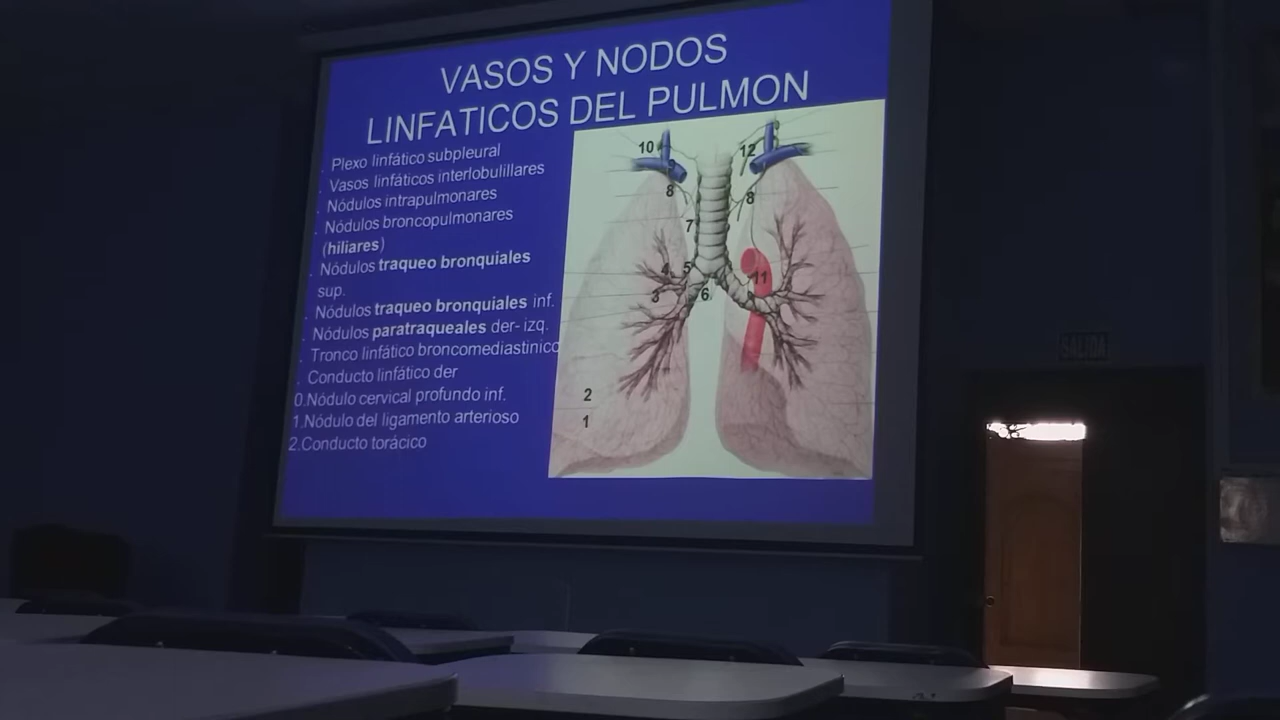 VASOS Y NODOS
LINFATICOS DEL PULMON
. Plexo linfático subpleural
. Vasos linfáticos interlobulillares
. Nódulos intrapulmonares
. Nódulos broncopulmonares
(hiliares)
. Nódulos traqueo bronquiales
sup.
. Nódulos traqueo bronquiales inf.
. Nódulos paratraqueales der- izq.
. Tronco linfático broncomediastinico
. Conducto linfático der
0.Nódulo cervical profundo inf.
1.Nódulo del ligamento arterioso
2.Conducto torácico
10 12
9
8 8
7
4 5 11
3 6
2
1
SALIDA